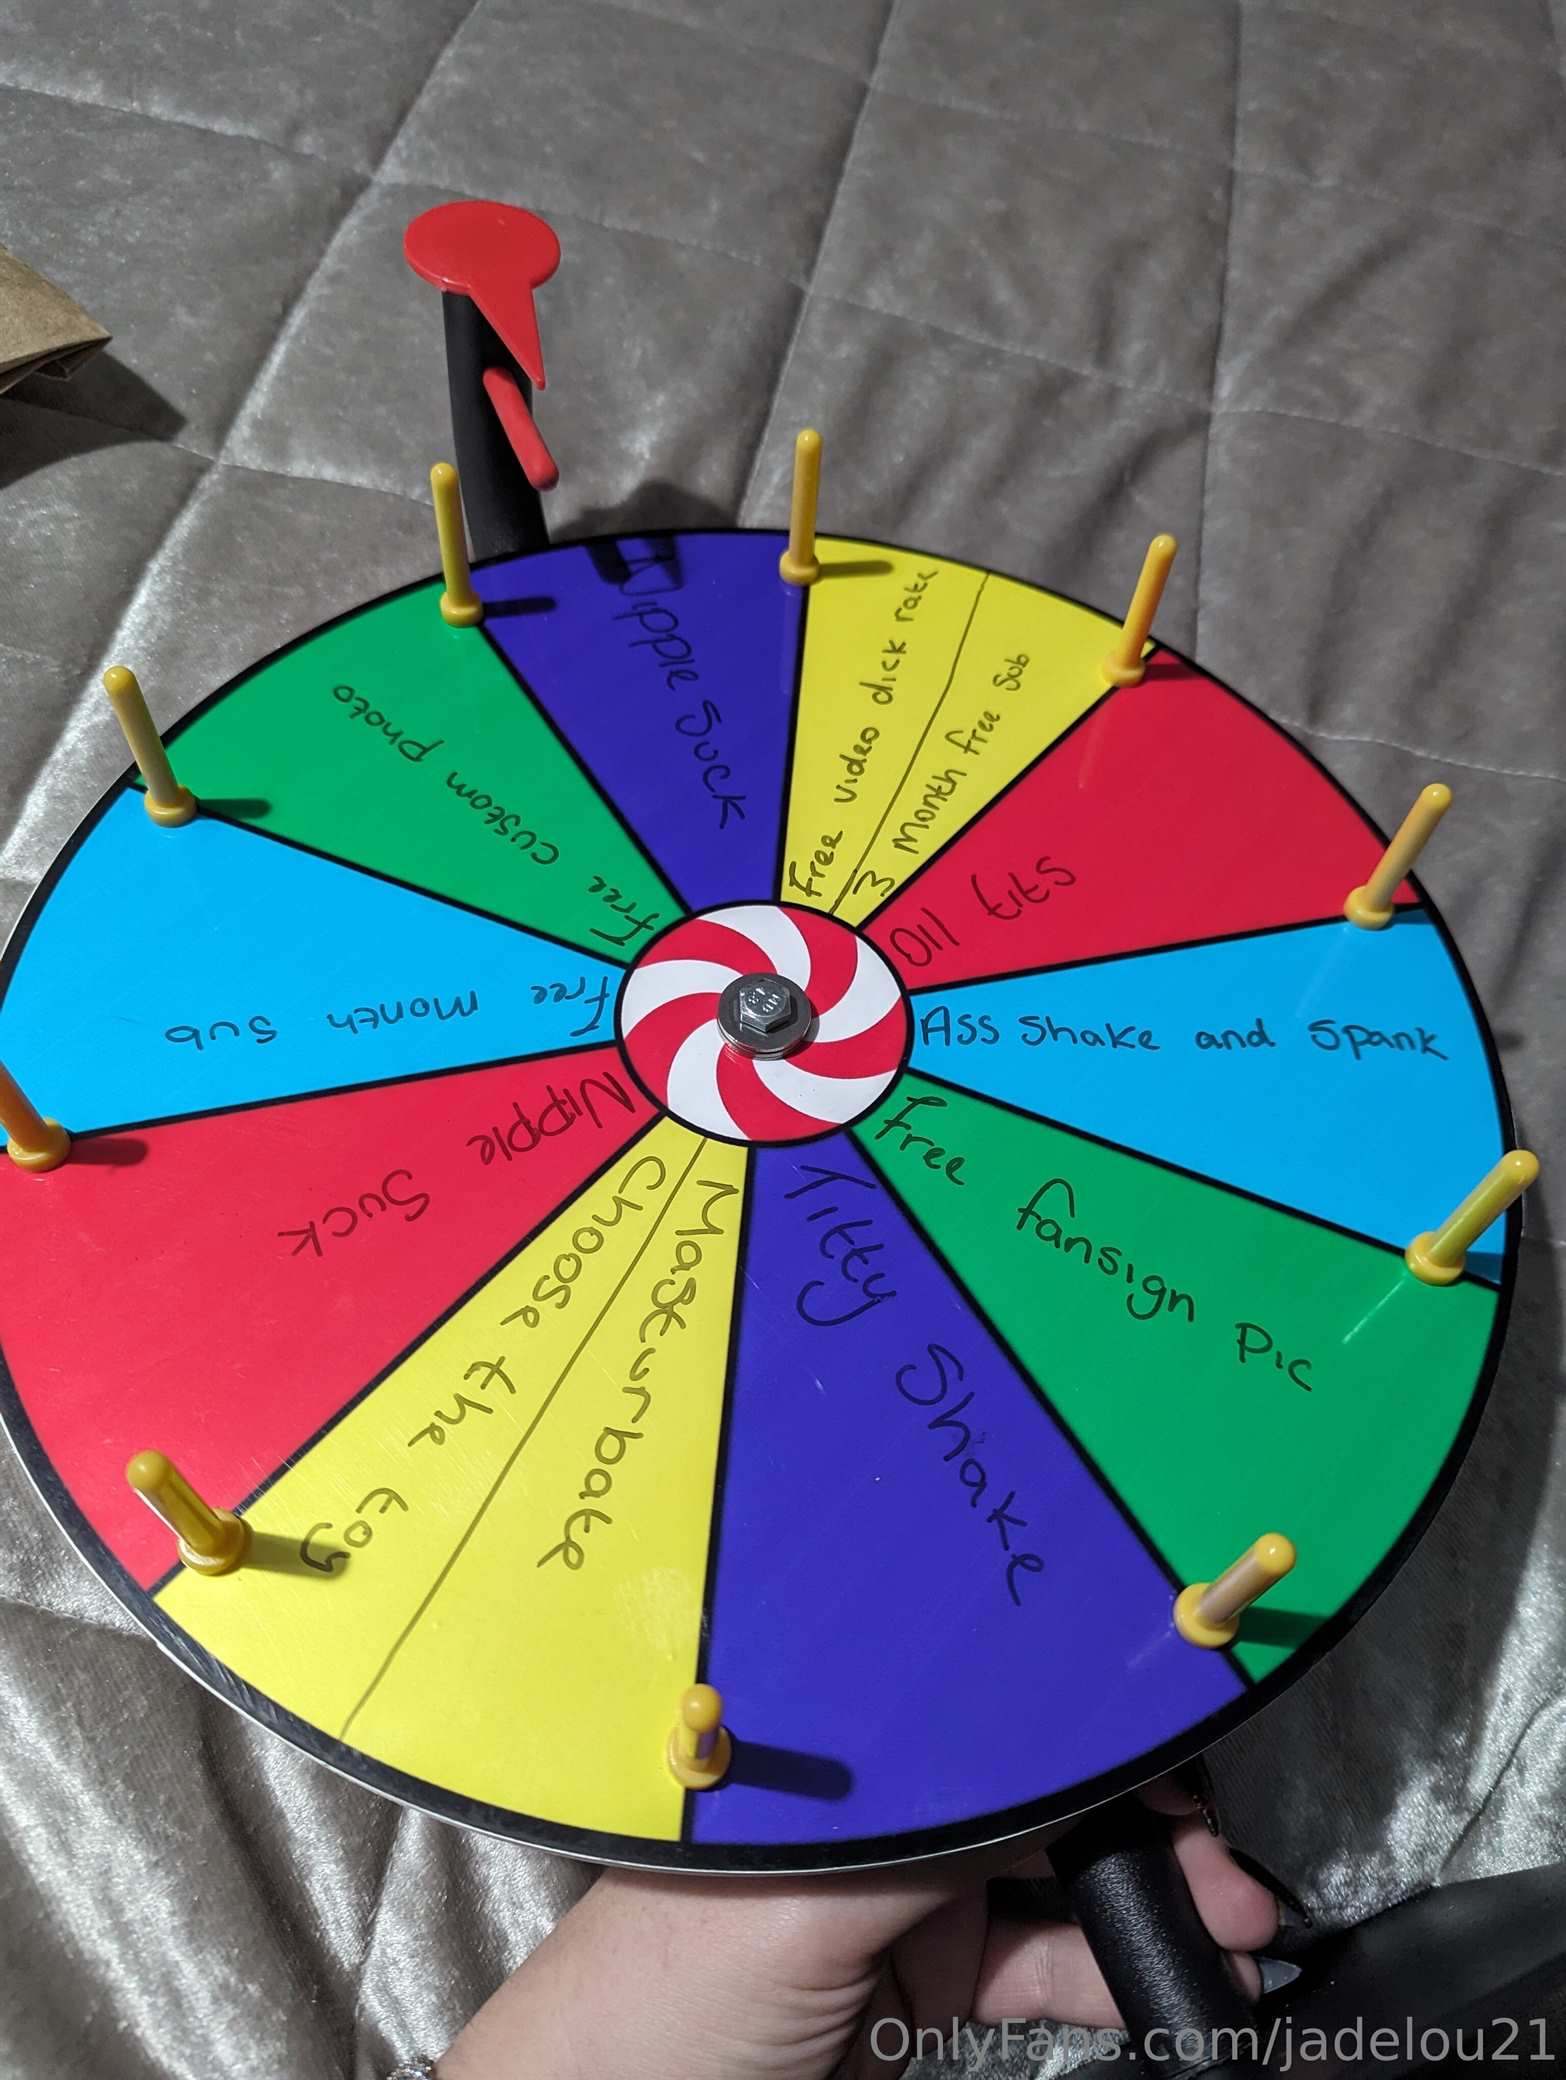 Nipple Suck
Free video dick rate
3 Month free sub
Oil tits
Ass Shake and Spank
Free fansign pic
Titty Shake
Masturbate
Choose the toy
Nipple Suck
Free Month Sub
Free custom photo
OnlyFans.com/jadelou21